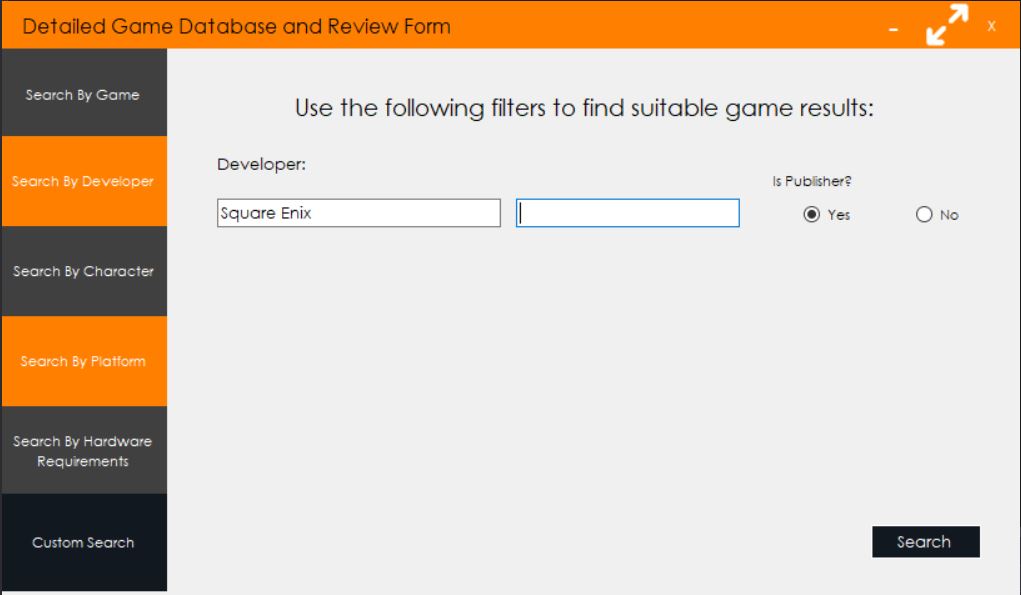 Detailed Game Database and Review Form
X
Search By Game
Search By Developer
Search By Character
Search By Platform
Search By Hardware
Requirements
Custom Search
Use the following filters to find suitable game results:
Developer:
Is Publisher?
Square Enix
Yes
No
Search